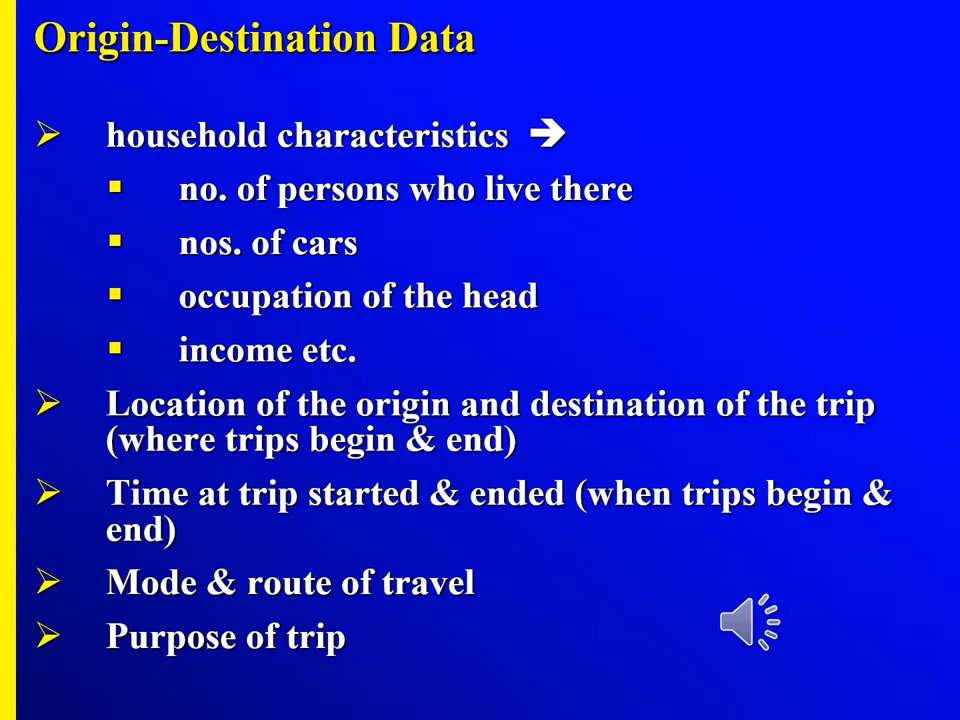 Origin-Destination Data
➢ household characteristics ➔
▪ no. of persons who live there
▪ nos. of cars
▪ occupation of the head
▪ income etc.
➢ Location of the origin and destination of the trip
(where trips begin & end)
➢ Time at trip started & ended (when trips begin &
end)
➢ Mode & route of travel
➢ Purpose of trip